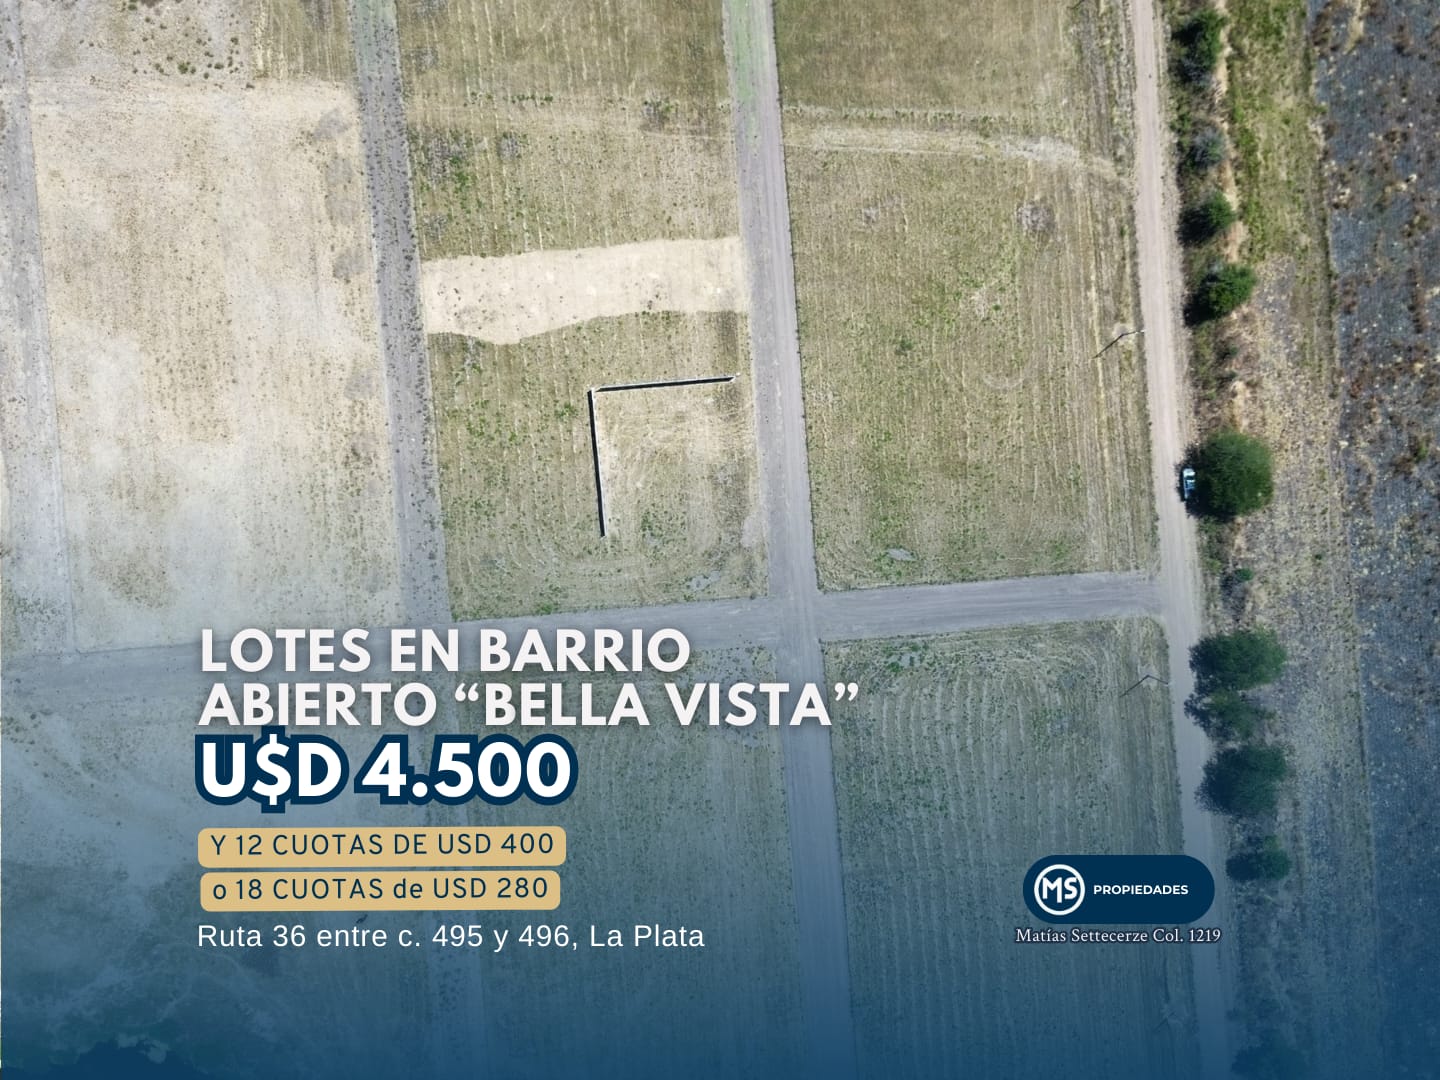 LOTES EN BARRIO
ABIERTO “BELLA VISTA”
U$D 4.500
Y 12 CUOTAS DE USD 400
o 18 CUOTAS de USD 280
Ruta 36 entre c. 495 y 496, La Plata
MS PROPIEDADES
Matías Settecerze Col. 1219